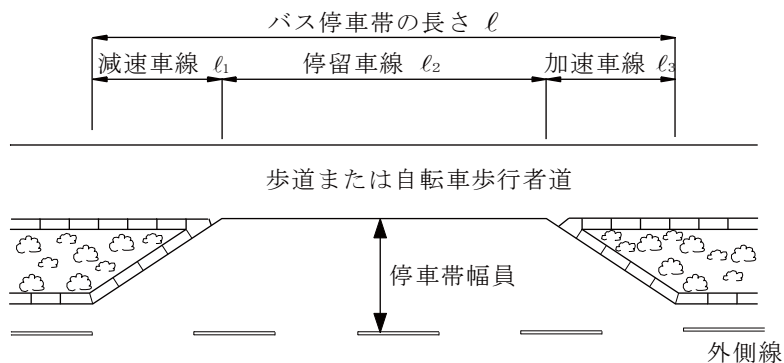 バス停車帯の長さ ℓ
減速車線 ℓ₁
停留車線 ℓ₂
加速車線 ℓ₃
歩道または自転車歩行者道
停車帯幅員
外側線